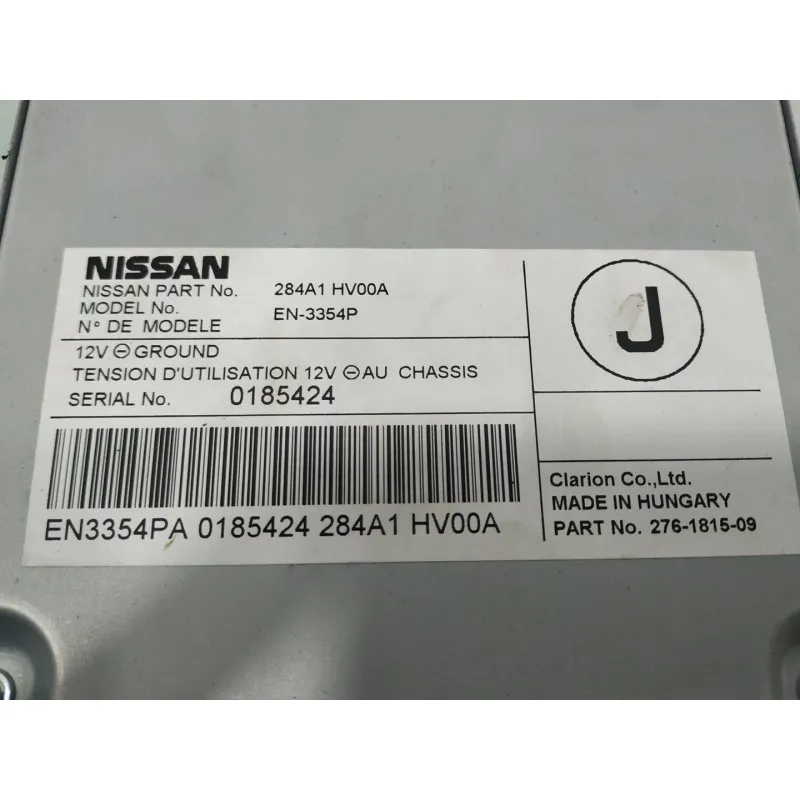 NISSAN
NISSAN PART No. 284A1 HV00A
MODEL No. EN-3354P
N° DE MODELE
12V ⊖ GROUND
TENSION D'UTILISATION 12V ⊖ AU CHASSIS
SERIAL No. 0185424
EN3354PA 0185424 284A1 HV00A
J
Clarion Co.,Ltd.
MADE IN HUNGARY
PART No. 276-1815-09